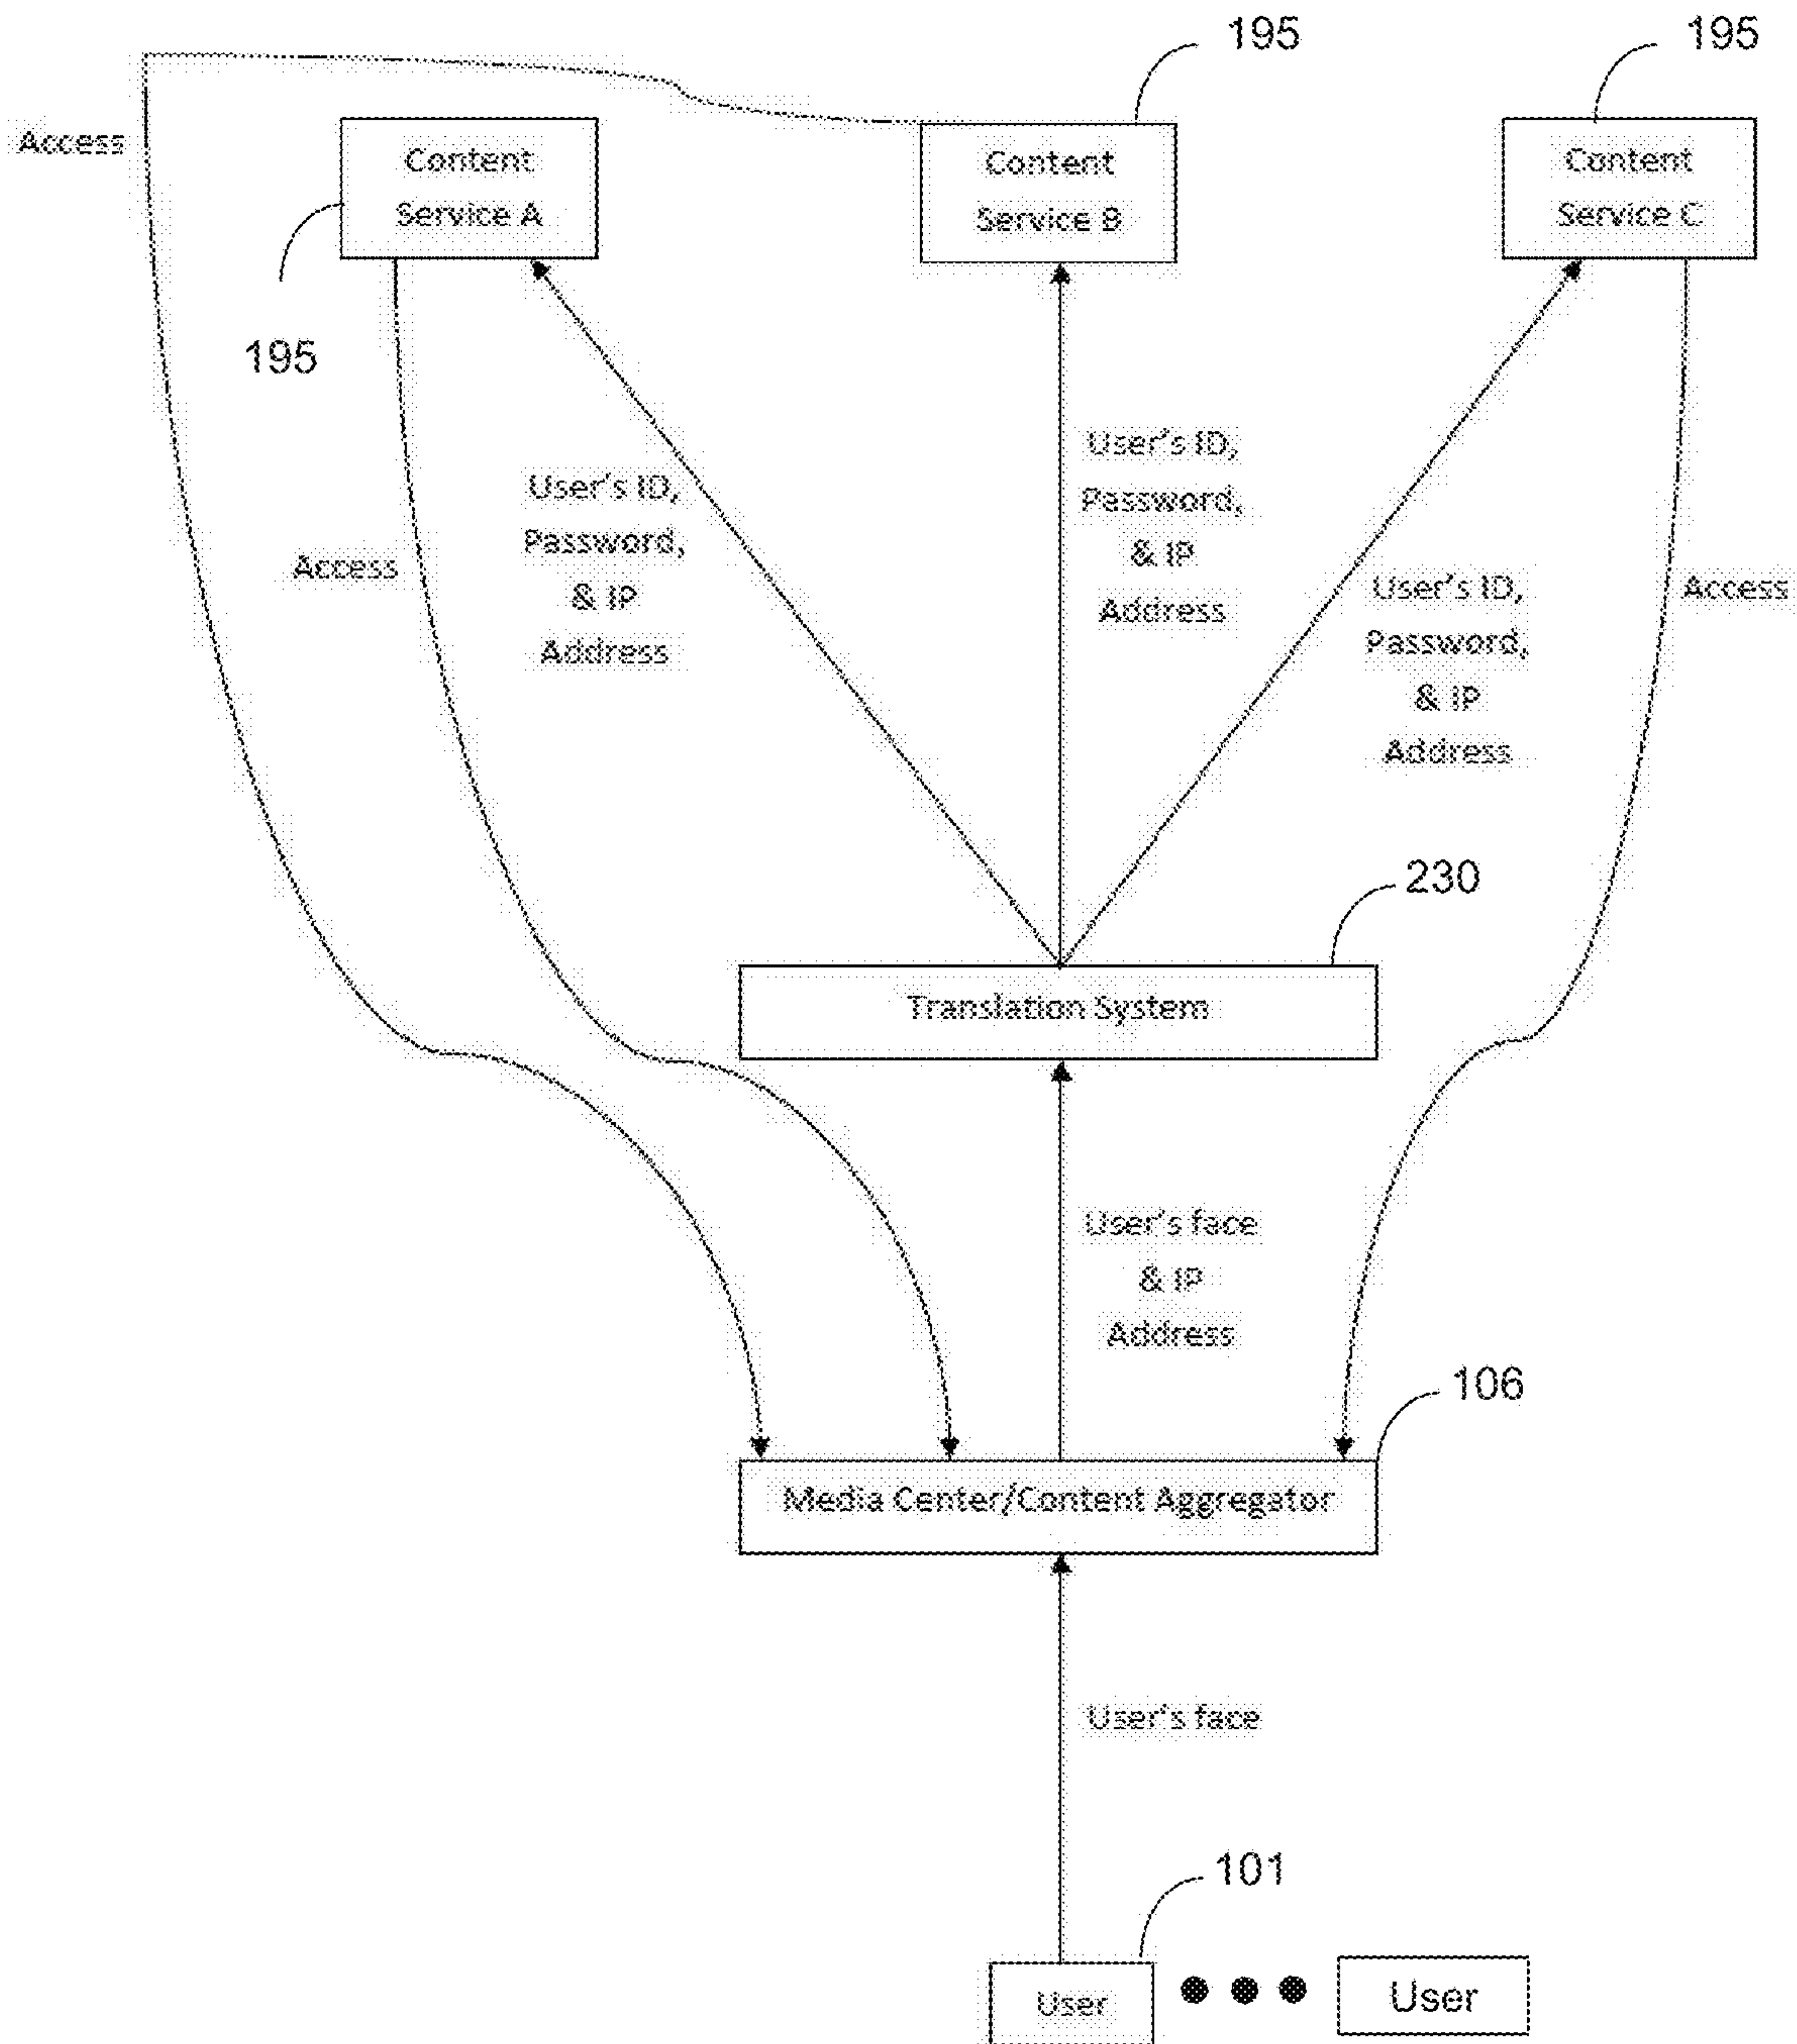 195
195
Access
Content
Service A
Content
Service B
Content
Service C
195
User's ID,
Password,
& IP
Address
User's ID,
Password,
& IP
Address
Access
User's ID,
Password,
& IP
Address
Access
230
Translation System
User's face
& IP
Address
106
Media Center/Content Aggregator
User's face
101
User
User